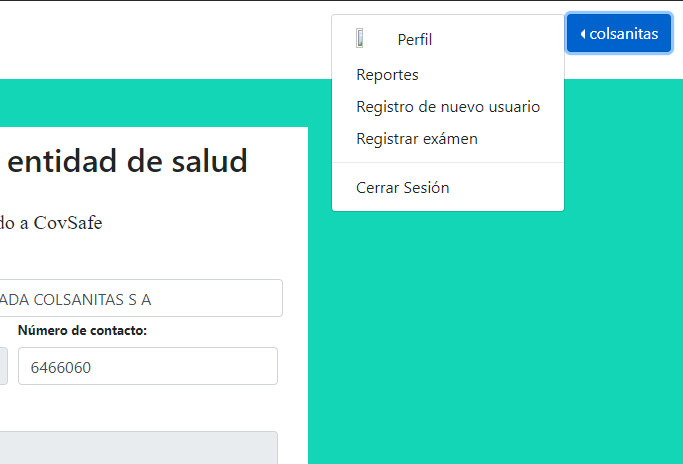 colsanitas
Perfil
Reportes
Registro de nuevo usuario
Registrar exámen
Cerrar Sesión
entidad de salud
do a CovSafe
ADA COLSANITAS S A
Número de contacto:
6466060